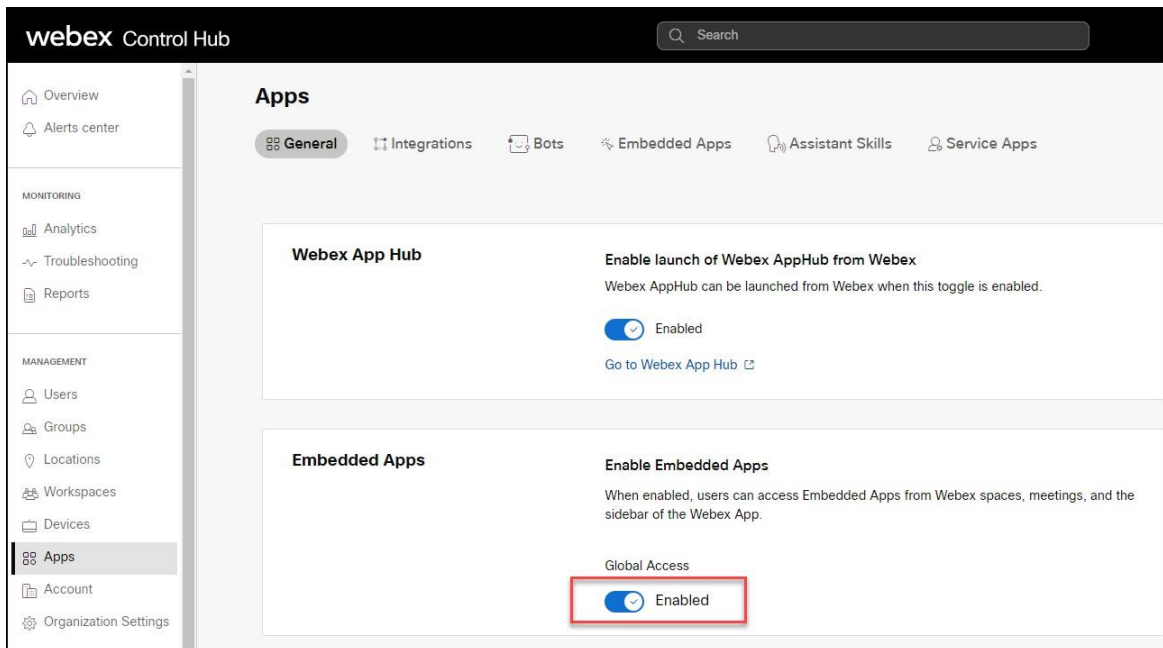 webex Control Hub
Search
Overview
Alerts center
MONITORING
Analytics
Troubleshooting
Reports
MANAGEMENT
Users
Groups
Locations
Workspaces
Devices
Apps
Account
Organization Settings
Apps
General Integrations Bots Embedded Apps Assistant Skills Service Apps
Webex App Hub
Enable launch of Webex AppHub from Webex
Webex AppHub can be launched from Webex when this toggle is enabled.
Enabled
Go to Webex App Hub
Embedded Apps
Enable Embedded Apps
When enabled, users can access Embedded Apps from Webex spaces, meetings, and the
sidebar of the Webex App.
Global Access
Enabled